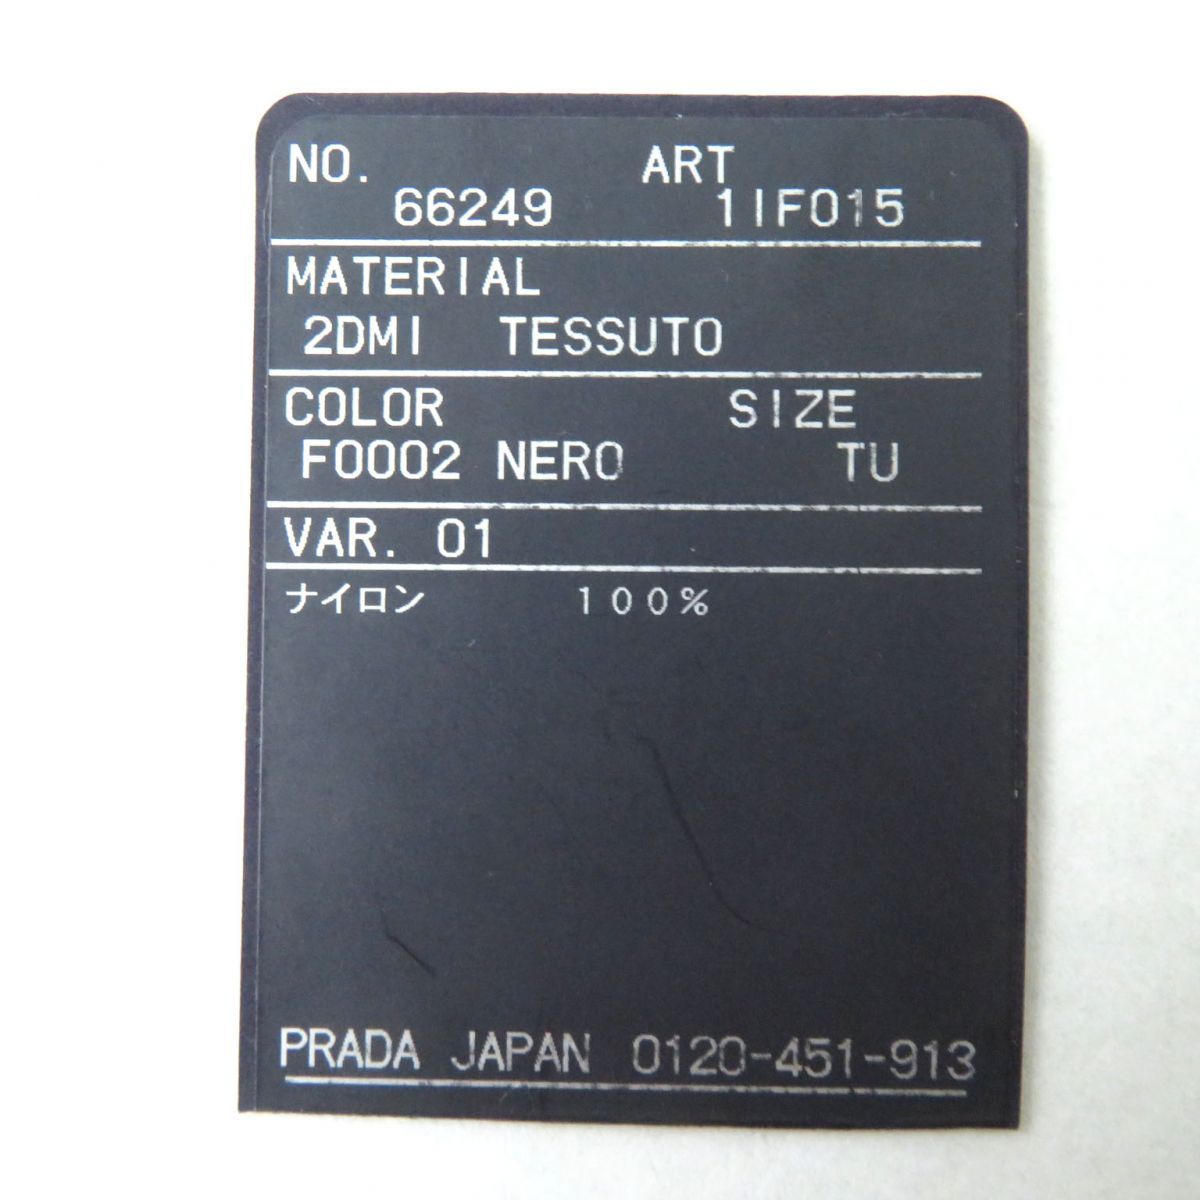 NO. ART
66249 1IF015
MATERIAL
2DMI TESSUTO
COLOR SIZE
F0002 NERO TU
VAR. 01
ナイロン 100%
PRADA JAPAN 0120-451-913